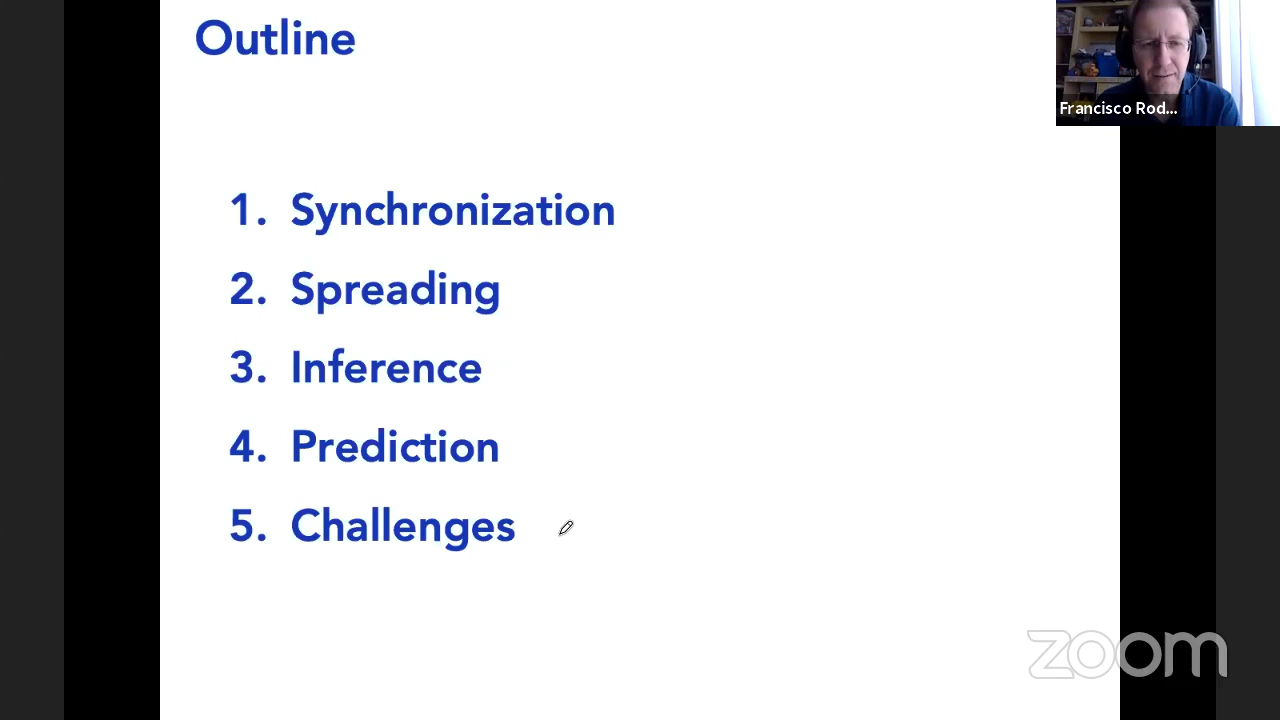 Outline
Francisco Rod...
1. Synchronization
2. Spreading
3. Inference
4. Prediction
5. Challenges
zoom